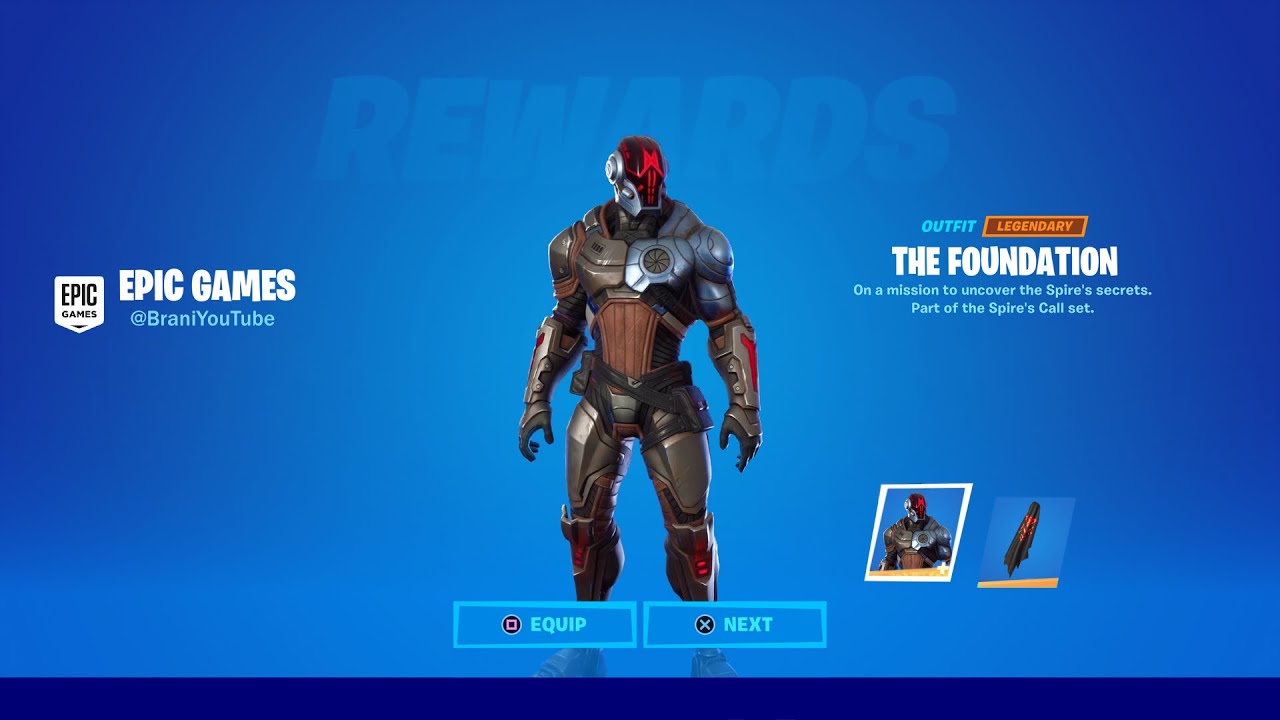 REWARDS
EPIC
GAMES
EPIC GAMES
@BraniYouTube
OUTFIT LEGENDARY
THE FOUNDATION
On a mission to uncover the Spire's secrets.
Part of the Spire's Call set.
EQUIP
NEXT